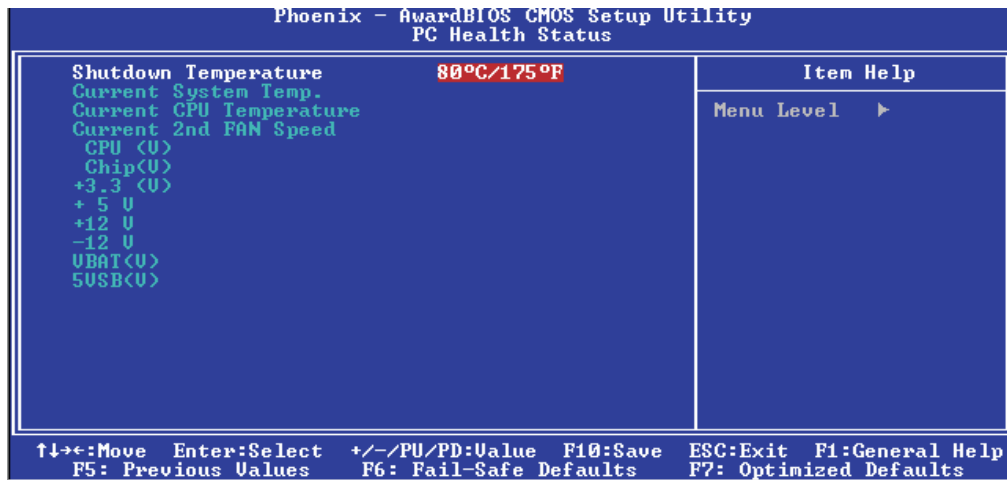 Phoenix - AwardBIOS CMOS Setup Utility
PC Health Status
Shutdown Temperature 80°C/175°F
Current System Temp.
Current CPU Temperature
Current 2nd FAN Speed
CPU (V)
Chip(V)
+3.3 (V)
+ 5 V
+12 V
-12 V
VBAT(V)
5VSB(V)
Item Help
Menu Level ►
↑↓→←:Move Enter:Select +/-/PU/PD:Value F10:Save ESC:Exit F1:General Help
F5: Previous Values F6: Fail-Safe Defaults F7: Optimized Defaults